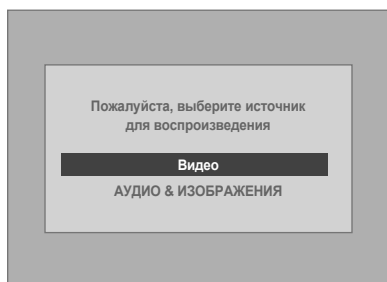 Пожалуйста, выберите источник
для воспроизведения
Видео
АУДИО & ИЗОБРАЖЕНИЯ